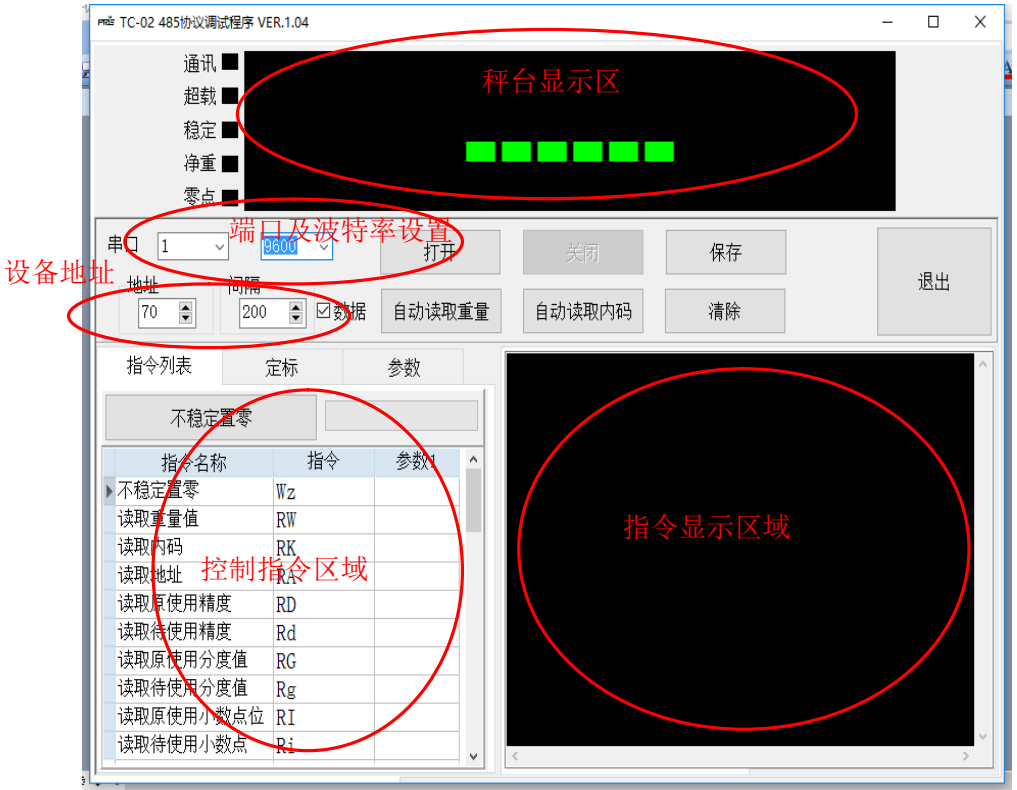 PRIS TC-02 485协议调试程序 VER.1.04
通讯
超载
稳定
净重
零点
秤台显示区
串口 1 9600 打开 关闭 保存 退出
端口及波特率设置
设备地址
地址 间隔
70 200 数据 自动读取重量 自动读取内码 清除
指令列表 定标 参数
不稳定置零
指令名称 指令 参数1
不稳定置零 Wz
读取重量值 RW
读取内码 RK
读取地址 RA
读取原使用精度 RD
读取待使用精度 Rd
读取原使用分度值 RG
读取待使用分度值 Rg
读取原使用小数点位 RI
读取待使用小数点 Ri
控制指令区域
指令显示区域